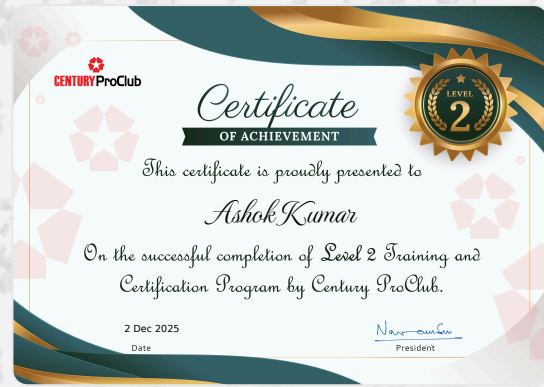 CENTURY ProClub
Certificate
OF ACHIEVEMENT
LEVEL
2
This certificate is proudly presented to
Ashok Kumar
On the successful completion of Level 2 Training and
Certification Program by Century ProClub.
2 Dec 2025
Date
President